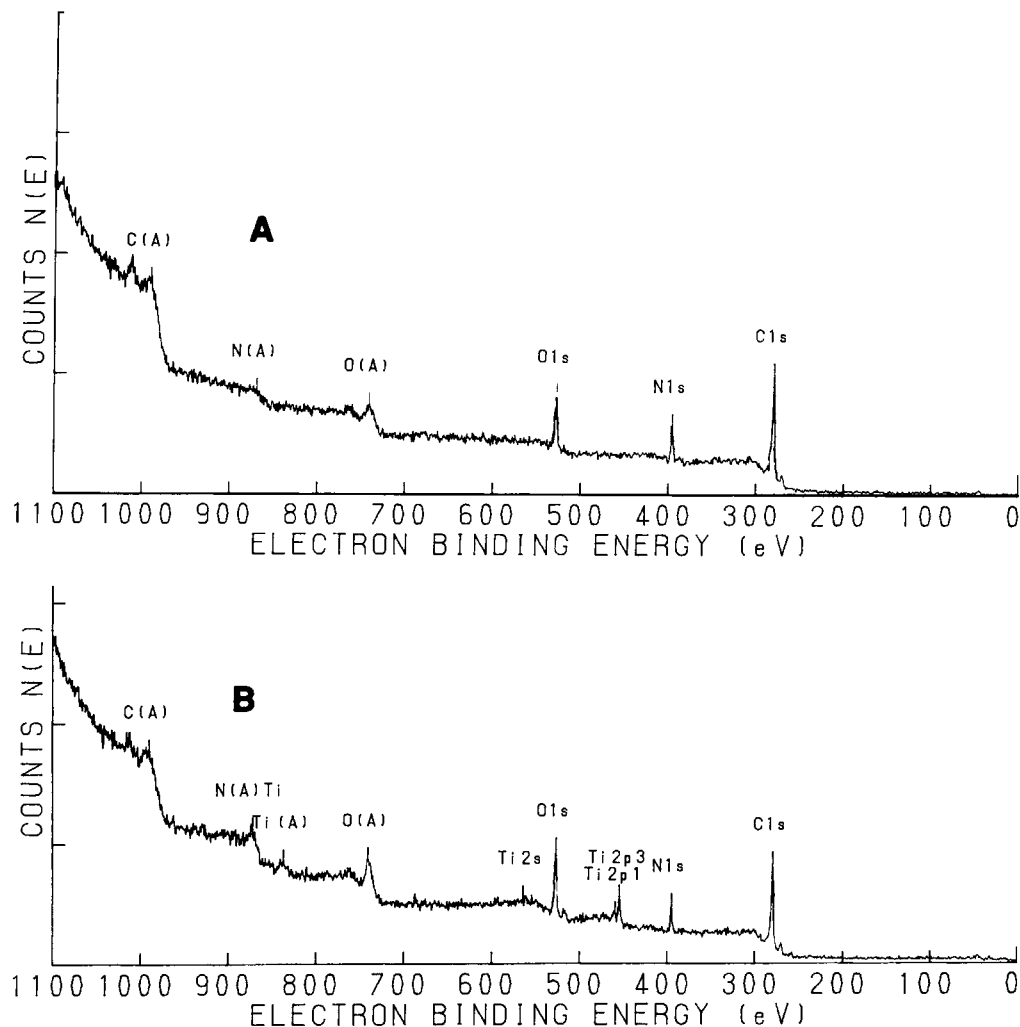 COUNTS N(E)
A
C(A)
N(A)
O(A)
O1s
N1s
C1s
1100 1000 900 800 700 600 500 400 300 200 100 0
ELECTRON BINDING ENERGY (eV)
COUNTS N(E)
B
C(A)
N(A)Ti
Ti(A)
O(A)
Ti2s
O1s
Ti2p3
Ti2p1
N1s
C1s
1100 1000 900 800 700 600 500 400 300 200 100 0
ELECTRON BINDING ENERGY (eV)